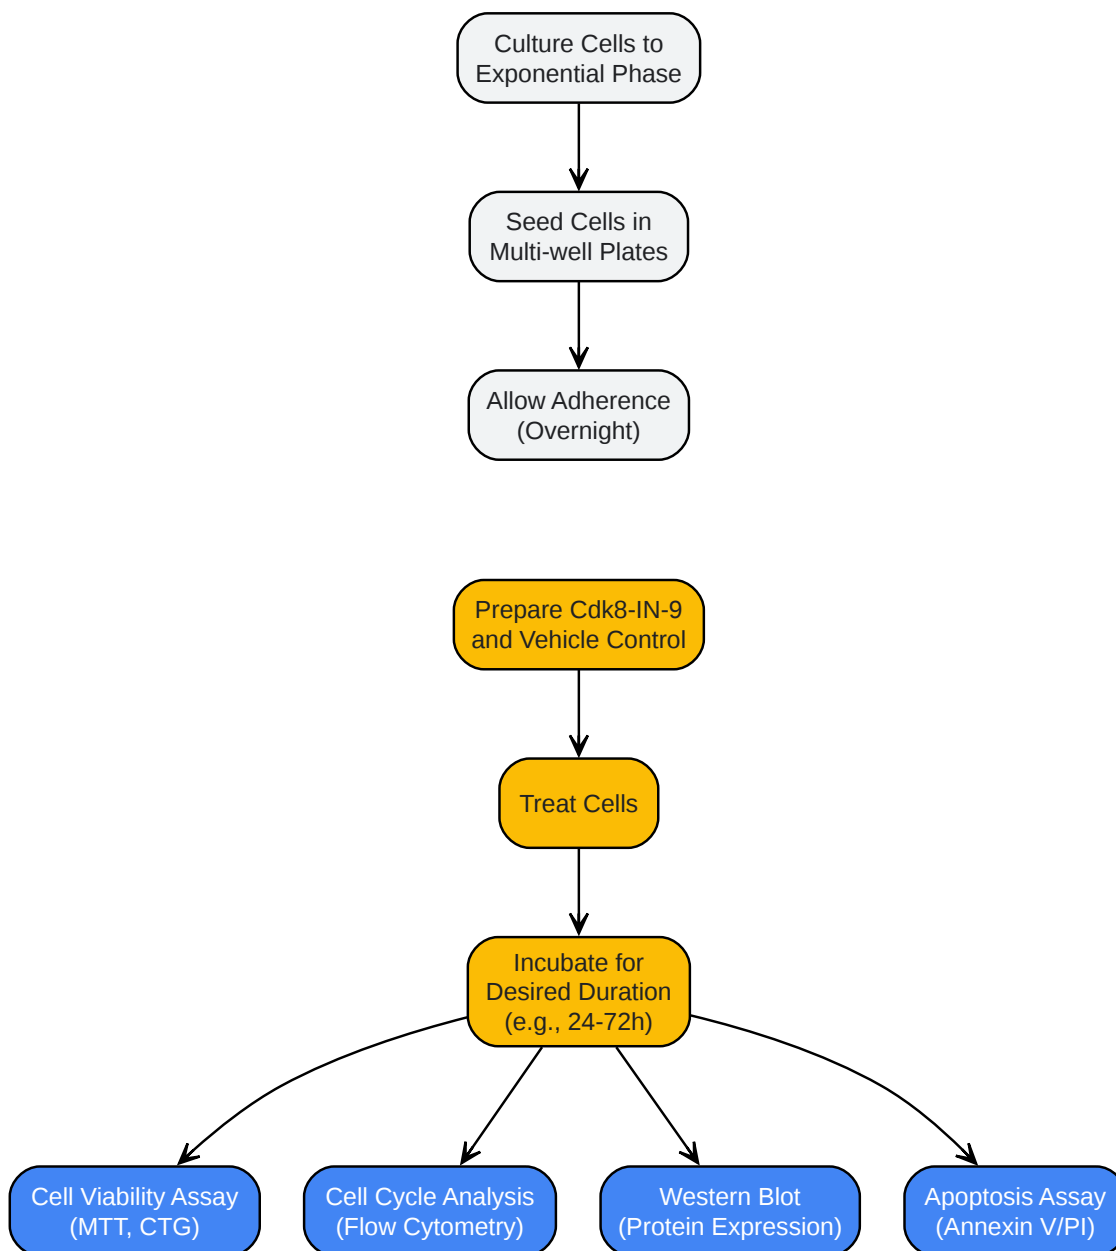 Culture Cells to
Exponential Phase
Seed Cells in
Multi-well Plates
Allow Adherence
(Overnight)
Prepare Cdk8-IN-9
and Vehicle Control
Treat Cells
Incubate for
Desired Duration
(e.g., 24-72h)
Cell Viability Assay
(MTT, CTG)
Cell Cycle Analysis
(Flow Cytometry)
Western Blot
(Protein Expression)
Apoptosis Assay
(Annexin V/PI)